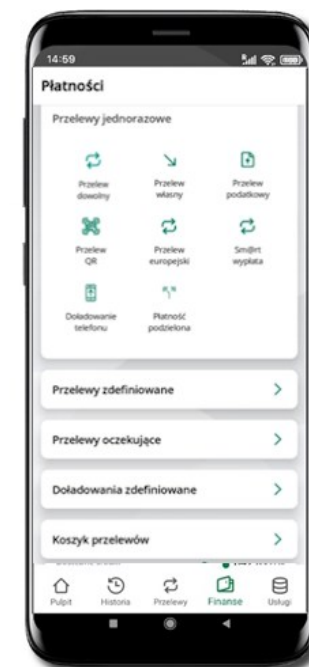 14:59
Płatności
Przelewy jednorazowe
Przelew
dowolny
Przelew
własny
Przelew
podatkowy
Przelew
QR
Przelew
europejski
Sm@rt
wypłata
Doładowanie
telefonu
Płatność
podzielona
Przelewy zdefiniowane
Przelewy oczekujące
Doładowania zdefiniowane
Koszyk przelewów
Pulpit
Historia
Przelewy
Finanse
Usługi